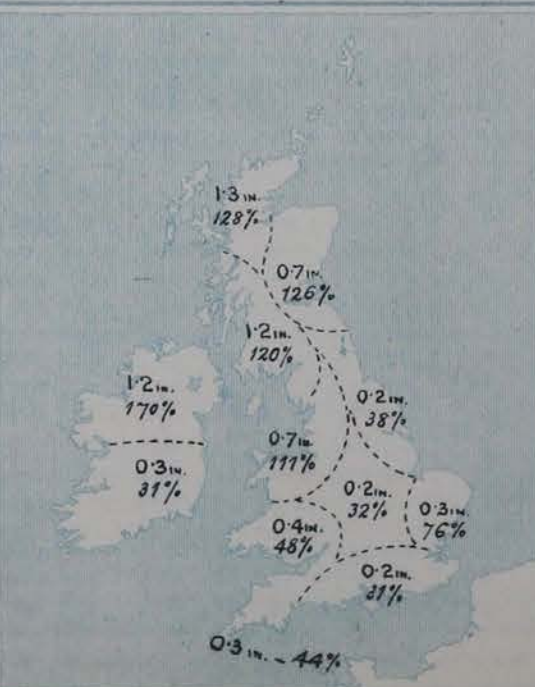 1·3 IN.
128%
0·7 IN.
126%
1·2 IN.
120%
1·2 IN.
170%
0·2 IN.
38%
0·7 IN.
111%
0·3 IN.
31%
0·2 IN.
32%
0·3 IN.
76%
0·4 IN.
48%
0·2 IN.
31%
0·3 IN. - 44%